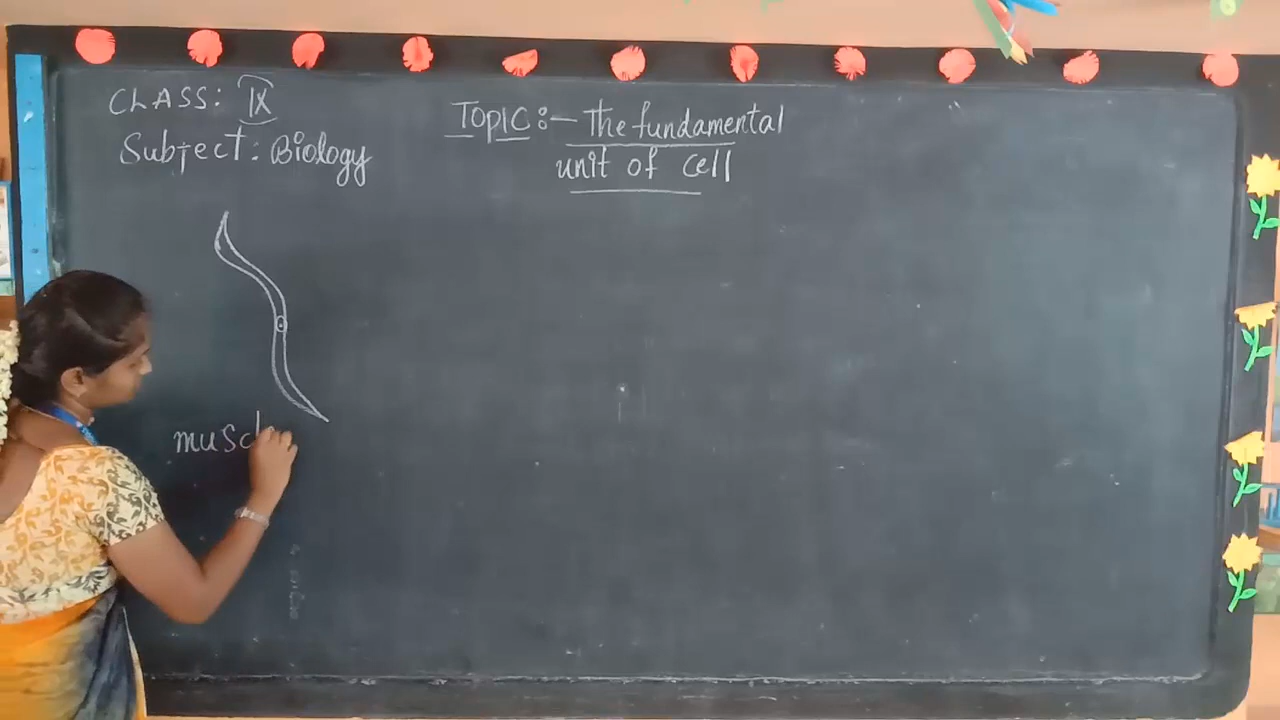 CLASS: IX
Subject: Biology
Topic:- The fundamental
unit of cell
muscl